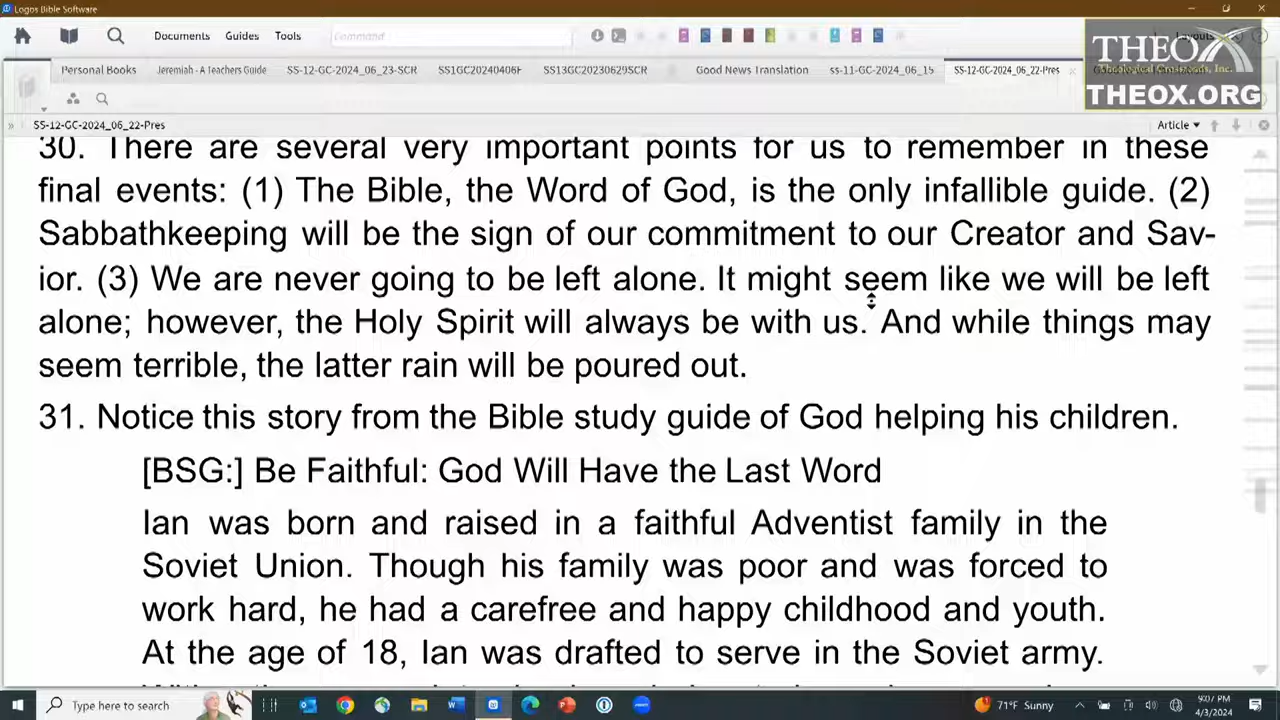 Logos Bible Software
Documents Guides Tools Command Layouts
THEOX
Theological Crossroads, Inc.
THEOX.ORG
Personal Books Jeremiah - A Teachers Guide SS-12-GC-2024_06_23-SCR SS13GC20230629SCR Good News Translation ss-11-GC-2024_06_15 SS-12-GC-2024_06_22-Pres
SS-12-GC-2024_06_22-Pres Article
30. There are several very important points for us to remember in these
final events: (1) The Bible, the Word of God, is the only infallible guide. (2)
Sabbathkeeping will be the sign of our commitment to our Creator and Sav-
ior. (3) We are never going to be left alone. It might seem like we will be left
alone; however, the Holy Spirit will always be with us. And while things may
seem terrible, the latter rain will be poured out.
31. Notice this story from the Bible study guide of God helping his children.
[BSG:] Be Faithful: God Will Have the Last Word
Ian was born and raised in a faithful Adventist family in the
Soviet Union. Though his family was poor and was forced to
work hard, he had a carefree and happy childhood and youth.
At the age of 18, Ian was drafted to serve in the Soviet army.
Type here to search
71°F Sunny
9:07 PM
4/3/2024